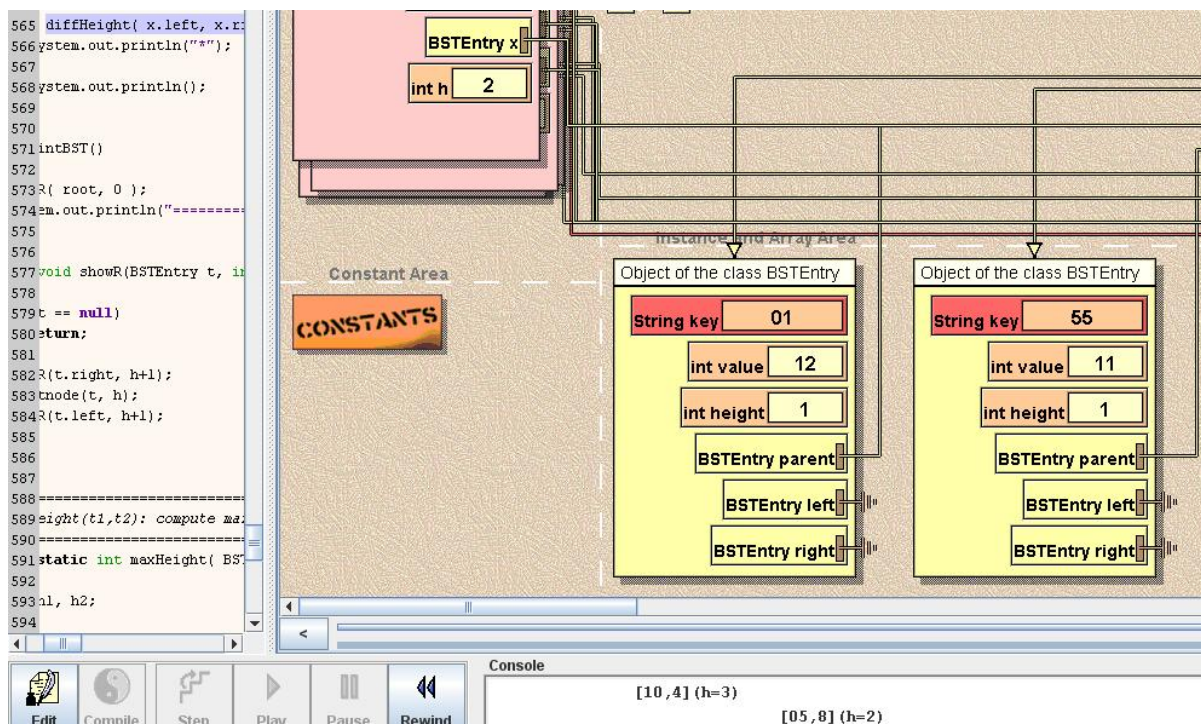 565 diffHeight( x.left, x.ri
566 ystem.out.println("*");
567
568 ystem.out.println();
569
570
571 intBST()
572
573 R( root, 0 );
574 em.out.println("=========
575
576
577 void showR(BSTEntry t, in
578
579 t == null)
580 eturn;
581
582 R(t.right, h+1);
583 tnode(t, h);
584 R(t.left, h+1);
585
586
587
588 ==========================
589 eight(t1,t2): compute ma
590 ==========================
591 static int maxHeight( BS
592
593 h1, h2;
594
BSTEntry x
int h 2
Constant Area
CONSTANTS
Instance and Array Area
Object of the class BSTEntry
String key 01
int value 12
int height 1
BSTEntry parent
BSTEntry left
BSTEntry right
Object of the class BSTEntry
String key 55
int value 11
int height 1
BSTEntry parent
BSTEntry left
BSTEntry right
<
Edit
Compile
Step
Play
Pause
Rewind
Console
[10,4](h=3)
[05,8](h=2)